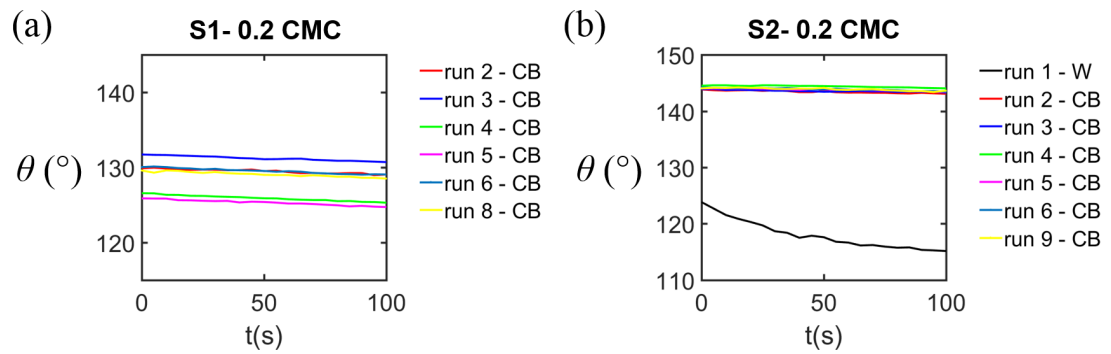 (a)
S1- 0.2 CMC
140
130
120
θ (°)
0 50 100
t(s)
run 2 - CB
run 3 - CB
run 4 - CB
run 5 - CB
run 6 - CB
run 8 - CB
(b)
S2- 0.2 CMC
150
140
130
120
110
θ (°)
0 50 100
t(s)
run 1 - W
run 2 - CB
run 3 - CB
run 4 - CB
run 5 - CB
run 6 - CB
run 9 - CB